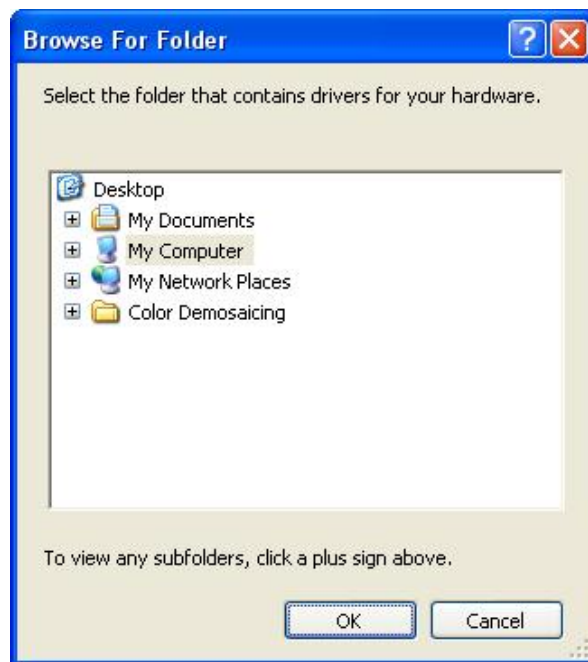 Browse For Folder
Select the folder that contains drivers for your hardware.
Desktop
My Documents
My Computer
My Network Places
Color Demosaicing
To view any subfolders, click a plus sign above.
OK Cancel